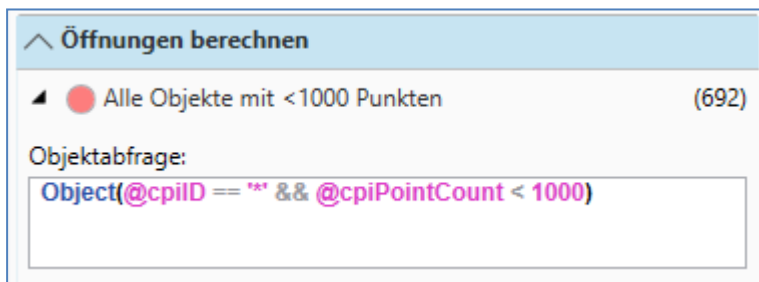 Öffnungen berechnen
Alle Objekte mit <1000 Punkten (692)
Objektabfrage:
Object(@cpiID == '*' && @cpiPointCount < 1000)